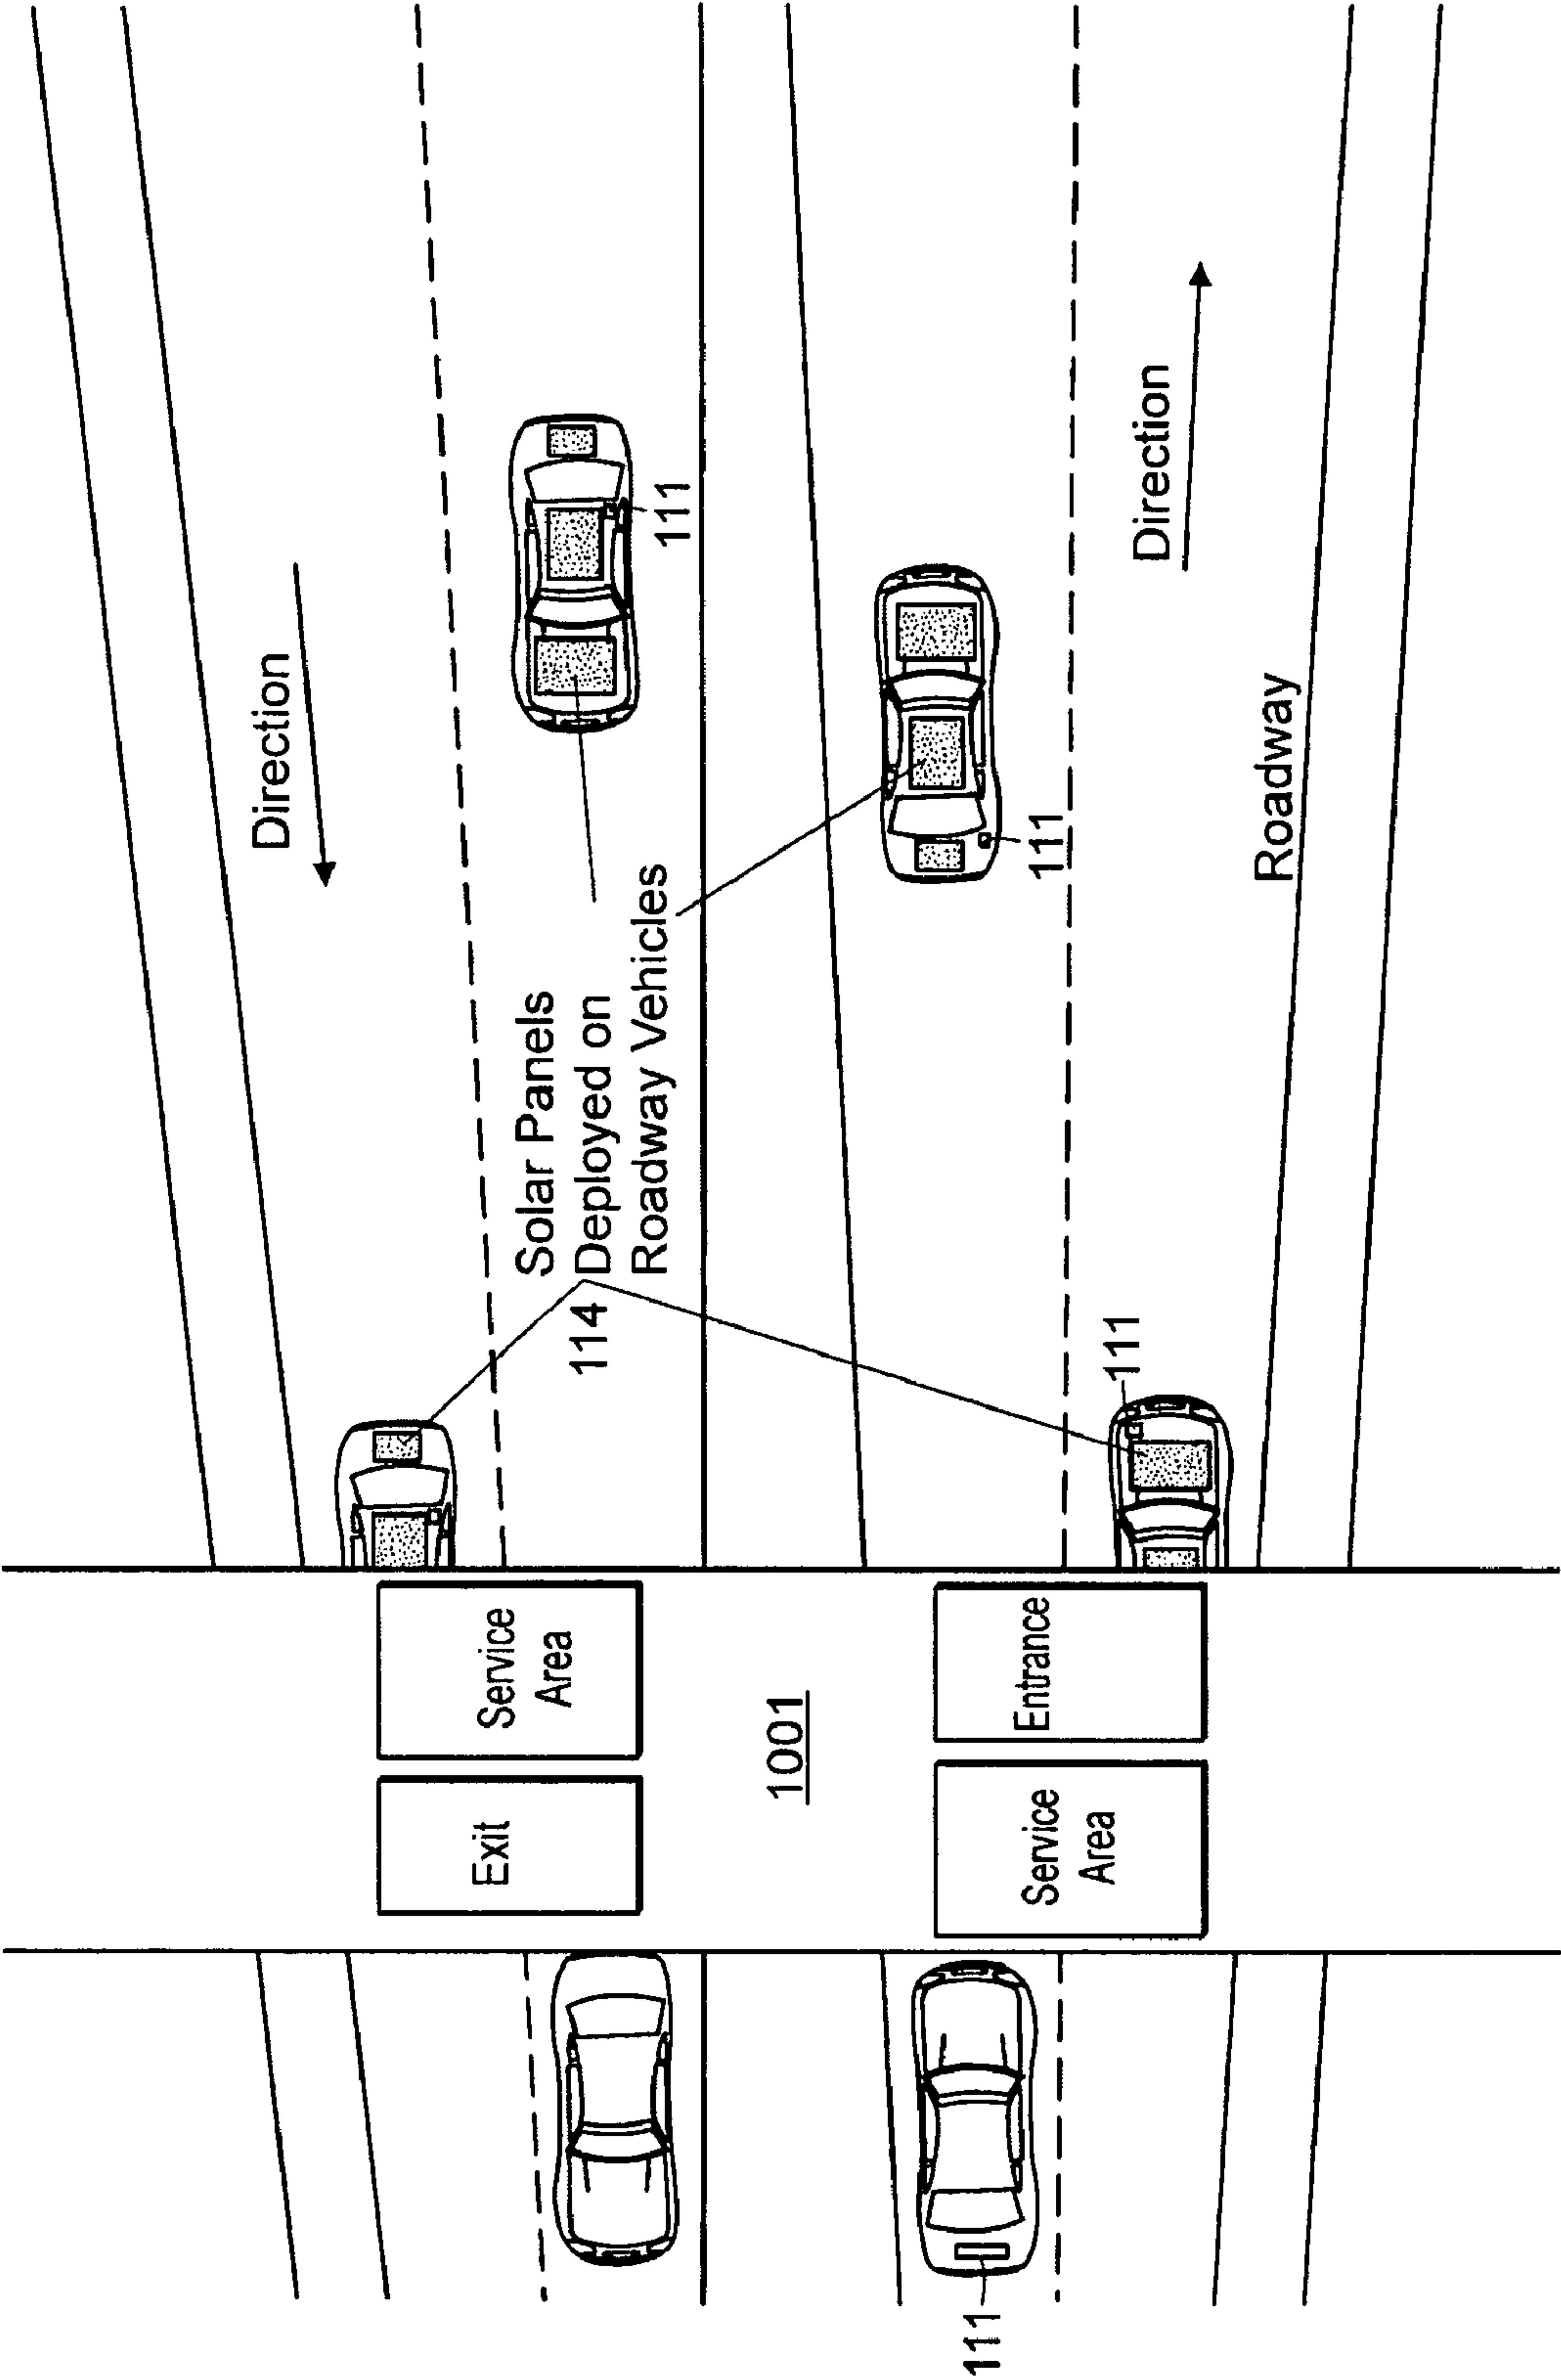 Direction
Exit
Service
Area
Solar Panels
114 Deployed on
Roadway Vehicles
111
1001
111
Service
Area
Entrance
111
111
Direction
Roadway